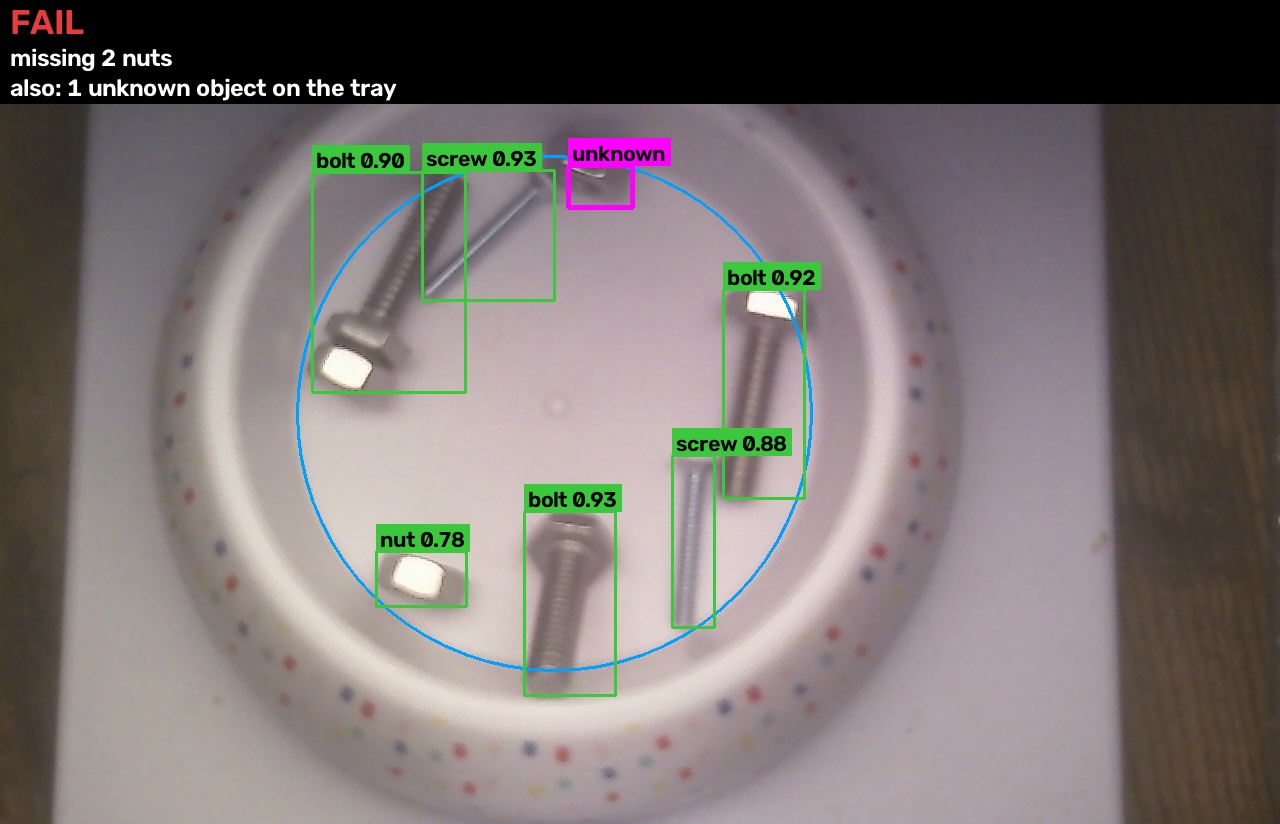 FAIL
missing 2 nuts
also: 1 unknown object on the tray
bolt 0.90
screw 0.93
unknown
bolt 0.92
screw 0.88
bolt 0.93
nut 0.78